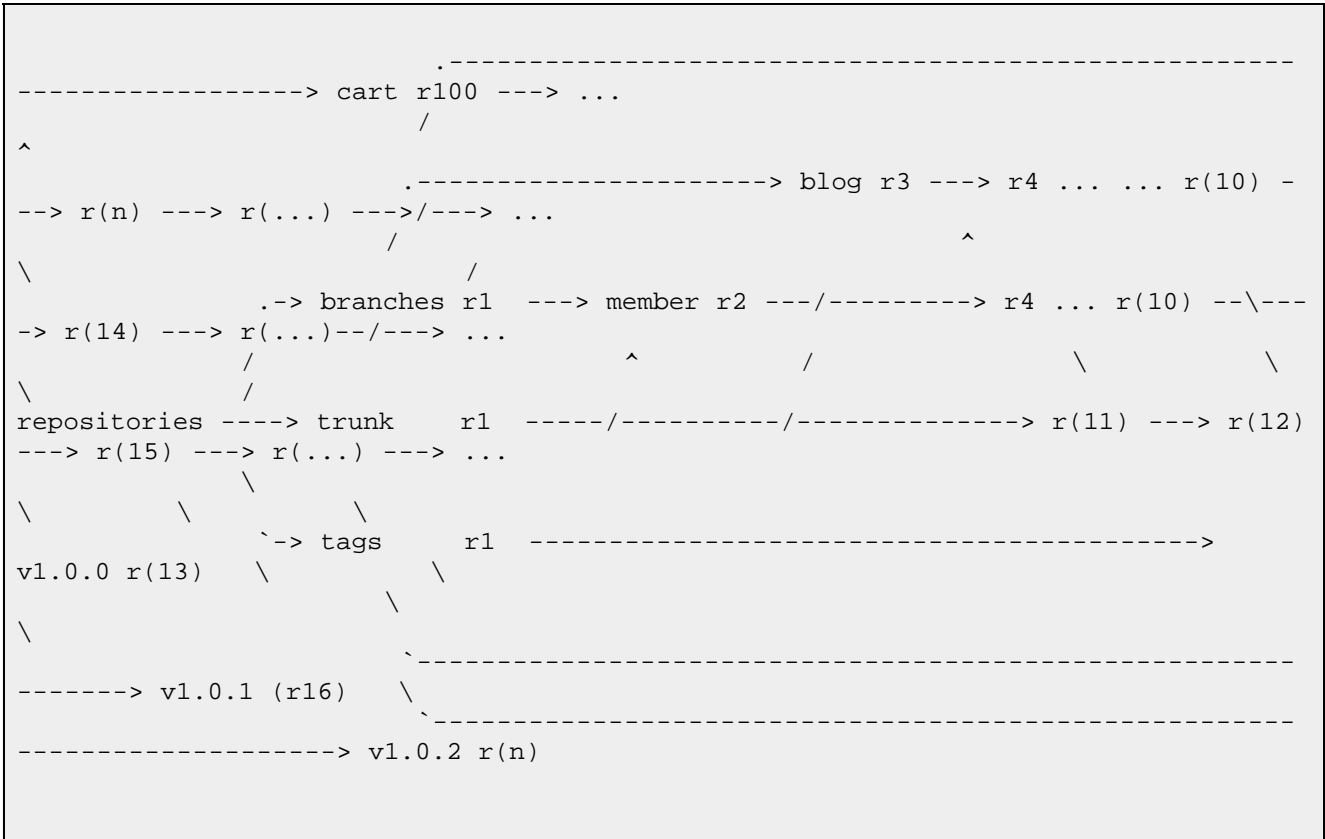 .-----------------------------------------------------
------------------> cart r100 ---> ...
/
^
.----------------------> blog r3 ---> r4 ... ... r(10) -
--> r(n) ---> r(...) --->/---> ...
/ ^
\ /
.-> branches r1 ---> member r2 ---/---------> r4 ... r(10) --\---
-> r(14) ---> r(...)--/---> ...
/ ^ / \ \
\ /
repositories ----> trunk r1 -----/----------/--------------> r(11) ---> r(12)
---> r(15) ---> r(...) ---> ...
\
\ \ \
`-> tags r1 ------------------------------------------>
v1.0.0 r(13) \ \
\
\
`-------------------------------------------------------
-------> v1.0.1 (r16) \
`------------------------------------------------------
--------------------> v1.0.2 r(n)